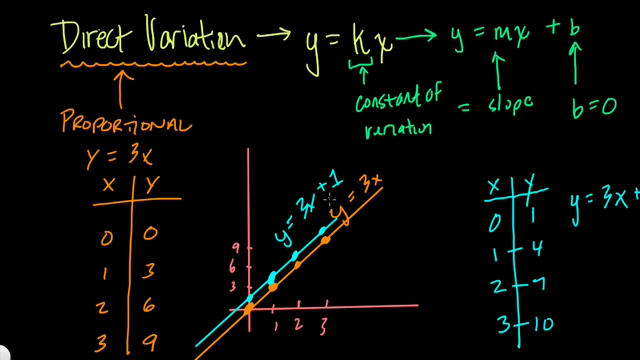 Direct Variation → y = kx → y = mx + b
constant of variation = slope
b = 0
PROPORTIONAL
Y = 3x
X Y
0 0
1 3
2 6
3 9
y = 3x + 1
y = 3x
9
6
3
1 2 3
X Y
0 1
1 4
2 7
3 10
y = 3x +